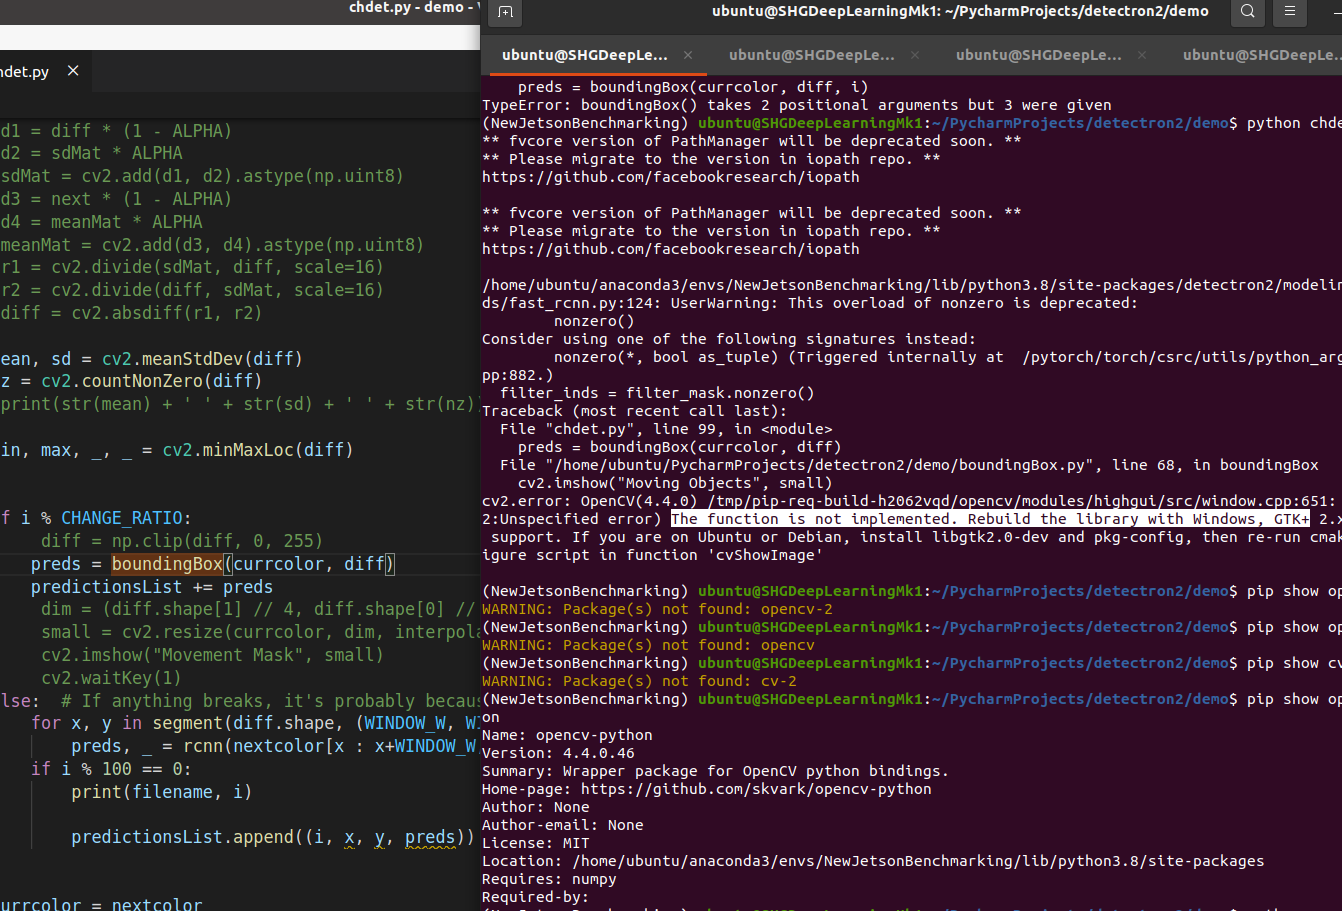 chdet.py - demo - V
ubuntu@SHGDeepLearningMk1: ~/PycharmProjects/detectron2/demo
hdet.py ×
ubuntu@SHGDeepLe... × ubuntu@SHGDeepLe... × ubuntu@SHGDeepLe... × ubuntu@SHGDeepLe...
d1 = diff * (1 - ALPHA)
d2 = sdMat * ALPHA
sdMat = cv2.add(d1, d2).astype(np.uint8)
d3 = next * (1 - ALPHA)
d4 = meanMat * ALPHA
meanMat = cv2.add(d3, d4).astype(np.uint8)
r1 = cv2.divide(sdMat, diff, scale=16)
r2 = cv2.divide(diff, sdMat, scale=16)
diff = cv2.absdiff(r1, r2)
ean, sd = cv2.meanStdDev(diff)
z = cv2.countNonZero(diff)
print(str(mean) + ' ' + str(sd) + ' ' + str(nz))
in, max, _, _ = cv2.minMaxLoc(diff)
f i % CHANGE_RATIO:
diff = np.clip(diff, 0, 255)
preds = boundingBox(currcolor, diff)
predictionsList += preds
dim = (diff.shape[1] // 4, diff.shape[0] //
small = cv2.resize(currcolor, dim, interpola
cv2.imshow("Movement Mask", small)
cv2.waitKey(1)
lse: # If anything breaks, it's probably becaus
for x, y in segment(diff.shape, (WINDOW_W, WI
preds, _ = rcnn(nextcolor[x : x+WINDOW_W
if i % 100 == 0:
print(filename, i)
predictionsList.append((i, x, y, preds))
urrcolor = nextcolor
preds = boundingBox(currcolor, diff, i)
TypeError: boundingBox() takes 2 positional arguments but 3 were given
(NewJetsonBenchmarking) ubuntu@SHGDeepLearningMk1:~/PycharmProjects/detectron2/demo$ python chde
** fvcore version of PathManager will be deprecated soon. **
** Please migrate to the version in iopath repo. **
https://github.com/facebookresearch/iopath
** fvcore version of PathManager will be deprecated soon. **
** Please migrate to the version in iopath repo. **
https://github.com/facebookresearch/iopath
/home/ubuntu/anaconda3/envs/NewJetsonBenchmarking/lib/python3.8/site-packages/detectron2/modelin
ds/fast_rcnn.py:124: UserWarning: This overload of nonzero is deprecated:
nonzero()
Consider using one of the following signatures instead:
nonzero(*, bool as_tuple) (Triggered internally at  /pytorch/torch/csrc/utils/python_arg
pp:882.)
filter_inds = filter_mask.nonzero()
Traceback (most recent call last):
File "chdet.py", line 99, in <module>
preds = boundingBox(currcolor, diff)
File "/home/ubuntu/PycharmProjects/detectron2/demo/boundingBox.py", line 68, in boundingBox
cv2.imshow("Moving Objects", small)
cv2.error: OpenCV(4.4.0) /tmp/pip-req-build-h2062vqd/opencv/modules/highgui/src/window.cpp:651:
2:Unspecified error) The function is not implemented. Rebuild the library with Windows, GTK+ 2.x
support. If you are on Ubuntu or Debian, install libgtk2.0-dev and pkg-config, then re-run cmak
igure script in function 'cvShowImage'
(NewJetsonBenchmarking) ubuntu@SHGDeepLearningMk1:~/PycharmProjects/detectron2/demo$ pip show op
WARNING: Package(s) not found: opencv-2
(NewJetsonBenchmarking) ubuntu@SHGDeepLearningMk1:~/PycharmProjects/detectron2/demo$ pip show op
WARNING: Package(s) not found: opencv
(NewJetsonBenchmarking) ubuntu@SHGDeepLearningMk1:~/PycharmProjects/detectron2/demo$ pip show cv
WARNING: Package(s) not found: cv-2
(NewJetsonBenchmarking) ubuntu@SHGDeepLearningMk1:~/PycharmProjects/detectron2/demo$ pip show op
on
Name: opencv-python
Version: 4.4.0.46
Summary: Wrapper package for OpenCV python bindings.
Home-page: https://github.com/skvark/opencv-python
Author: None
Author-email: None
License: MIT
Location: /home/ubuntu/anaconda3/envs/NewJetsonBenchmarking/lib/python3.8/site-packages
Requires: numpy
Required-by: